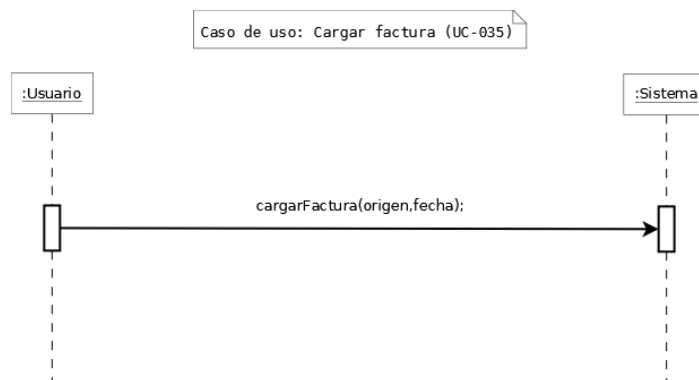 Caso de uso: Cargar factura (UC-035)
:Usuario
:Sistema
cargarFactura(origen,fecha);